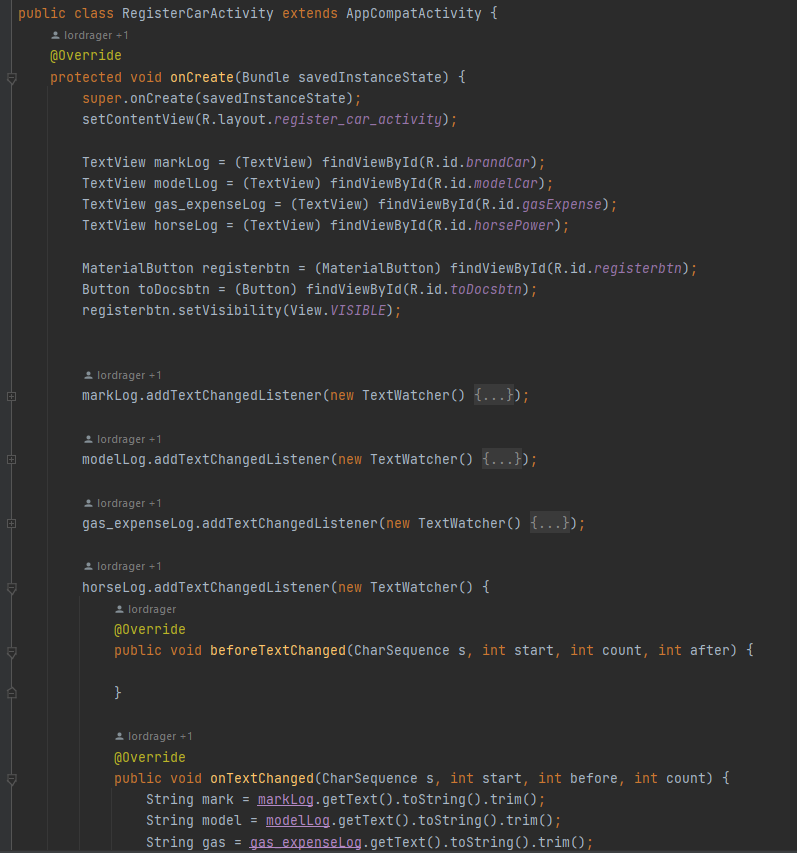 public class RegisterCarActivity extends AppCompatActivity {
lordrager +1
@Override
protected void onCreate(Bundle savedInstanceState) {
super.onCreate(savedInstanceState);
setContentView(R.layout.register_car_activity);
TextView markLog = (TextView) findViewById(R.id.brandCar);
TextView modelLog = (TextView) findViewById(R.id.modelCar);
TextView gas_expenseLog = (TextView) findViewById(R.id.gasExpense);
TextView horseLog = (TextView) findViewById(R.id.horsePower);
MaterialButton registerbtn = (MaterialButton) findViewById(R.id.registerbtn);
Button toDocsbtn = (Button) findViewById(R.id.toDocsbtn);
registerbtn.setVisibility(View.VISIBLE);
lordrager +1
markLog.addTextChangedListener(new TextWatcher() {...});
lordrager +1
modelLog.addTextChangedListener(new TextWatcher() {...});
lordrager +1
gas_expenseLog.addTextChangedListener(new TextWatcher() {...});
lordrager +1
horseLog.addTextChangedListener(new TextWatcher() {
lordrager
@Override
public void beforeTextChanged(CharSequence s, int start, int count, int after) {
}
lordrager +1
@Override
public void onTextChanged(CharSequence s, int start, int before, int count) {
String mark = markLog.getText().toString().trim();
String model = modelLog.getText().toString().trim();
String gas = gas_expenseLog.getText().toString().trim();